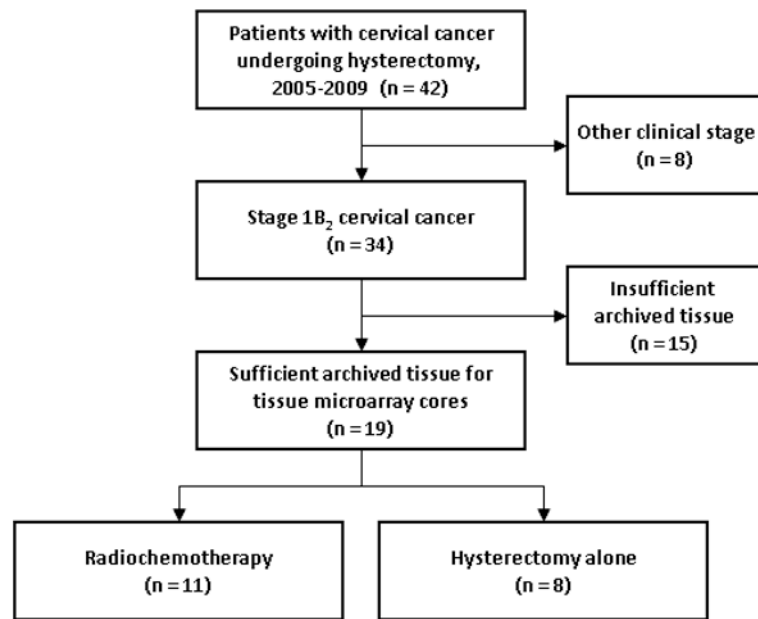 Patients with cervical cancer
undergoing hysterectomy,
2005-2009 (n = 42)
Other clinical stage
(n = 8)
Stage 1B₂ cervical cancer
(n = 34)
Insufficient
archived tissue
(n = 15)
Sufficient archived tissue for
tissue microarray cores
(n = 19)
Radiochemotherapy
(n = 11)
Hysterectomy alone
(n = 8)